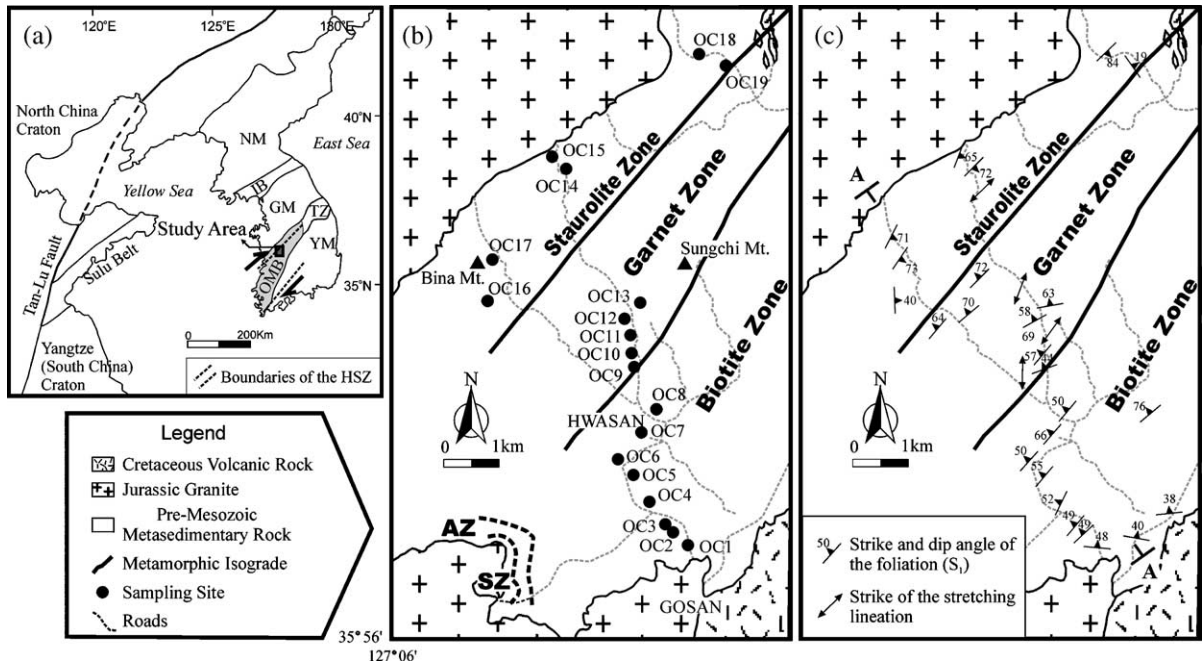 (a)
120°E
125°E
180°E
North China
Craton
NM
40°N
East Sea
Yellow Sea
IB
GM
TZ
Study Area
YM
Tan-Lu Fault
Sulu Belt
OMB
35°N
0 200Km
Yangtze
(South China)
Craton
Boundaries of the HSZ
Legend
Cretaceous Volcanic Rock
Jurassic Granite
Pre-Mesozoic
Metasedimentary Rock
Metamorphic Isograde
Sampling Site
Roads
(b)
OC18
OC19
OC15
OC14
Staurolite Zone
Garnet Zone
OC17
Bina Mt.
Sungchi Mt.
OC16
OC13
OC12
OC11
OC10
OC9
Biotite Zone
N
0 1km
OC8
HWASAN
OC7
OC6
OC5
OC4
OC3
OC2
OC1
AZ
SZ
GOSAN
35°56'
127°06'
(c)
84
19
65
72
A
Staurolite Zone
Garnet Zone
71
73
72
40
70
63
58
64
69
57
44
Biotite Zone
N
0 1km
50
76
66
50
55
52
38
49
49
40
48
A
50
Strike and dip angle of
the foliation (S₁)
Strike of the stretching
lineation